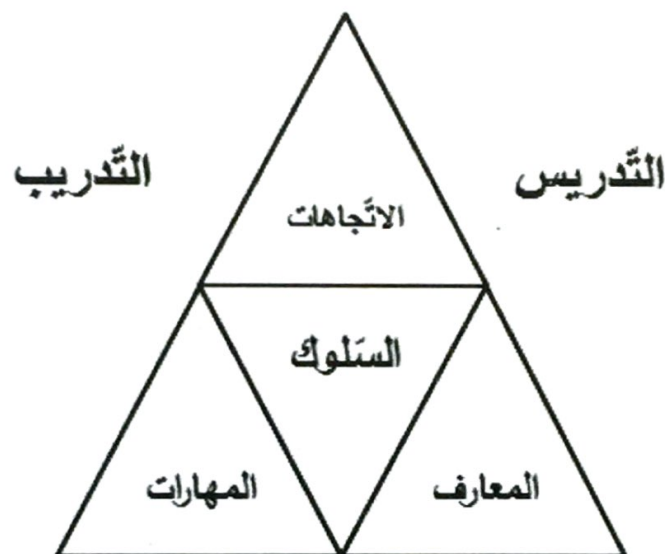 التّدريس
التّدريب
الاتّجاهات
السّلوك
المعارف
المهارات